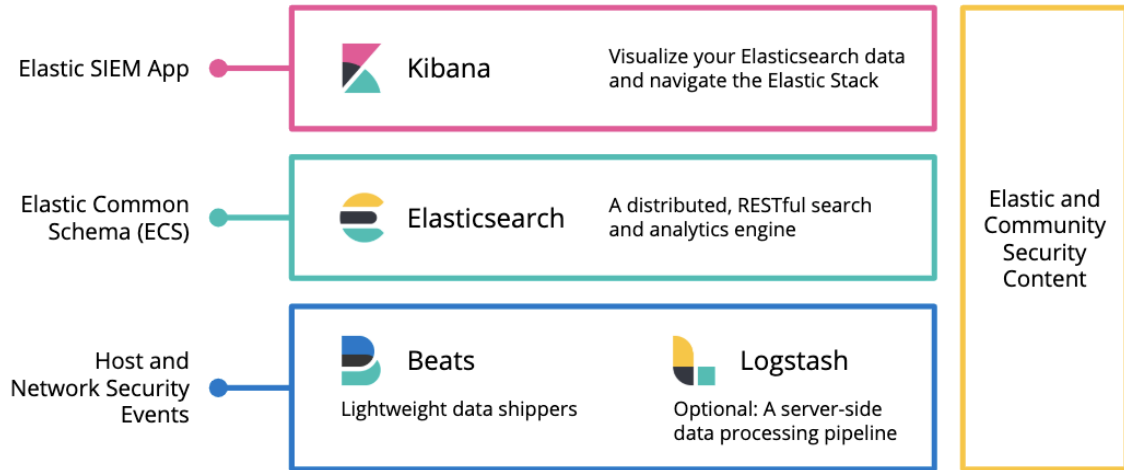 Elastic SIEM App
Kibana
Visualize your Elasticsearch data
and navigate the Elastic Stack
Elastic Common
Schema (ECS)
Elasticsearch
A distributed, RESTful search
and analytics engine
Host and
Network Security
Events
Beats
Lightweight data shippers
Logstash
Optional: A server-side
data processing pipeline
Elastic and
Community
Security
Content